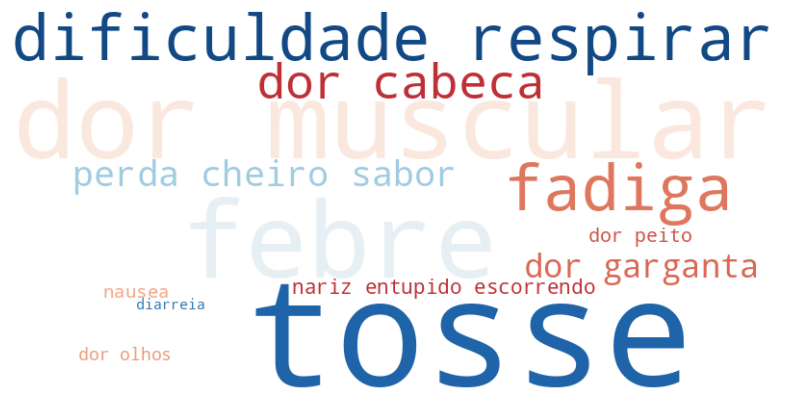 dificuldade respirar
dor cabeca
dor muscular
perda cheiro sabor
fadiga
febre
dor peito
dor garganta
nariz entupido escorrendo
nausea
diarreia
tosse
dor olhos